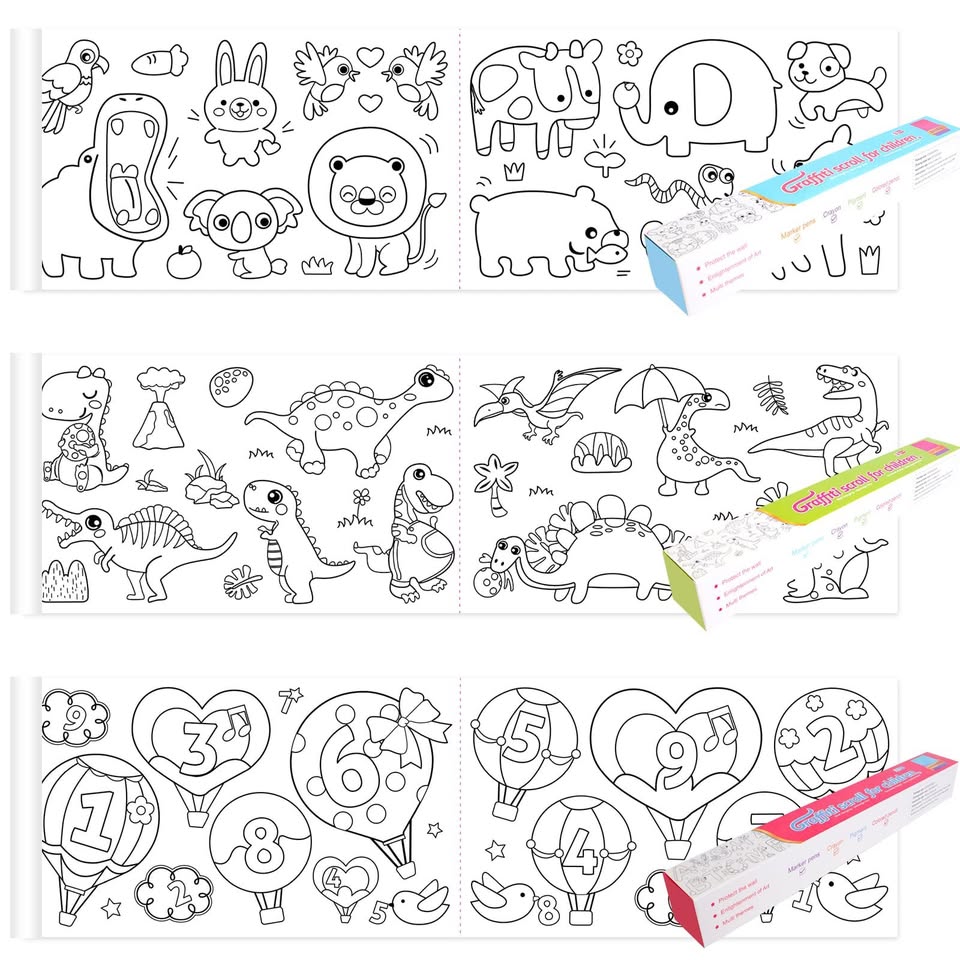 Graffiti scroll for children
Marker pens
Crayon
Pigment
Colored pencil
Protect the wall
Enlightenment of Art
Multi themes
Graffiti scroll for children
Marker pens
Crayon
Pigment
Colored pencil
Protect the wall
Enlightenment of Art
Multi themes
9
3
6
1
8
2
4
5
5
9
2
4
7
8
1
Graffiti scroll for children
Marker pens
Crayon
Pigment
Colored pencil
Protect the wall
Enlightenment of Art
Multi themes